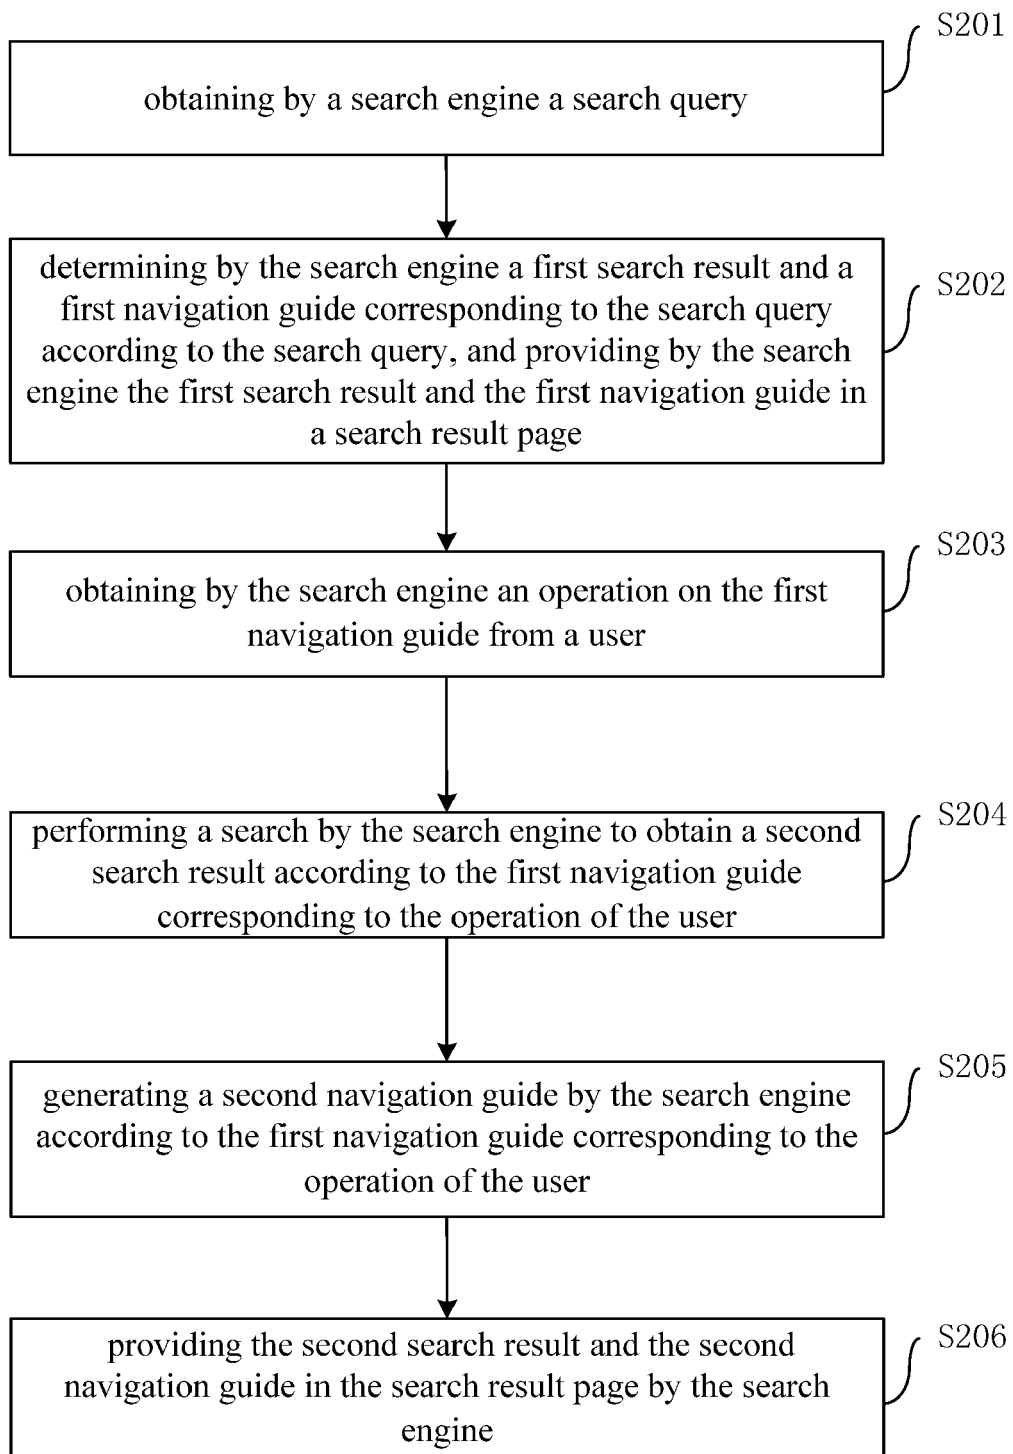 S201
obtaining by a search engine a search query
S202
determining by the search engine a first search result and a
first navigation guide corresponding to the search query
according to the search query, and providing by the search
engine the first search result and the first navigation guide in
a search result page
S203
obtaining by the search engine an operation on the first
navigation guide from a user
S204
performing a search by the search engine to obtain a second
search result according to the first navigation guide
corresponding to the operation of the user
S205
generating a second navigation guide by the search engine
according to the first navigation guide corresponding to the
operation of the user
S206
providing the second search result and the second
navigation guide in the search result page by the search
engine